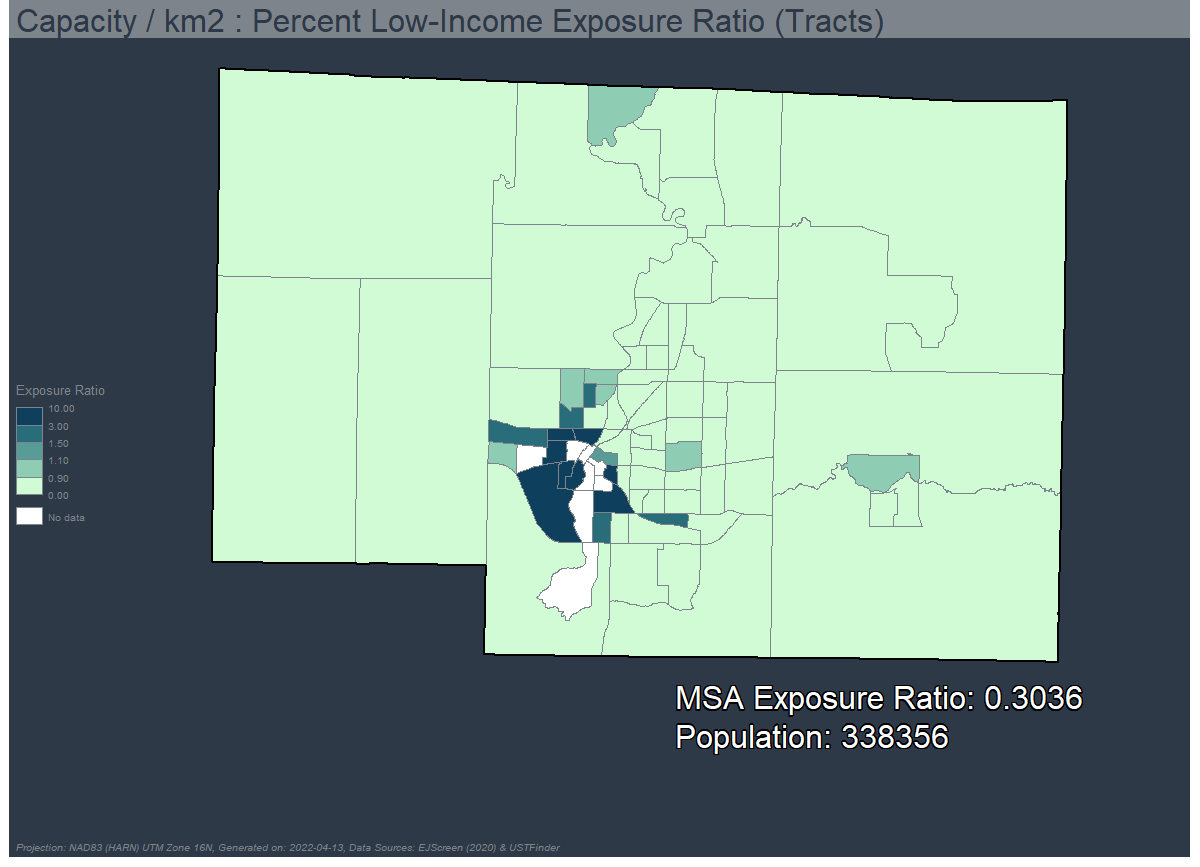 Capacity / km2 : Percent Low-Income Exposure Ratio (Tracts)
Exposure Ratio
10.00
3.00
1.50
1.10
0.90
0.00
No data
MSA Exposure Ratio: 0.3036
Population: 338356
Projection: NAD83 (HARN) UTM Zone 16N, Generated on: 2022-04-13, Data Sources: EJScreen (2020) & USTFinder